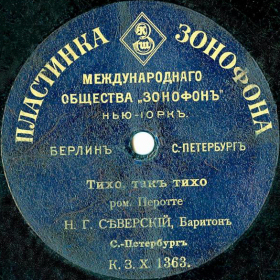 ПЛАСТИНКА ЗОНОФОНА
МЕЖДУНАРОДНАГО
ОБЩЕСТВА „ЗОНОФОНЪ"
НЬЮ-ІОРКЪ.
БЕРЛИНЪ С-ПЕТЕРБУРГЪ
Тихо, такъ тихо
ром. Перотте
Н. Г. СѢВЕРСКІЙ, Баритонъ
С.-Петербургъ
К. З. Х. 1363.